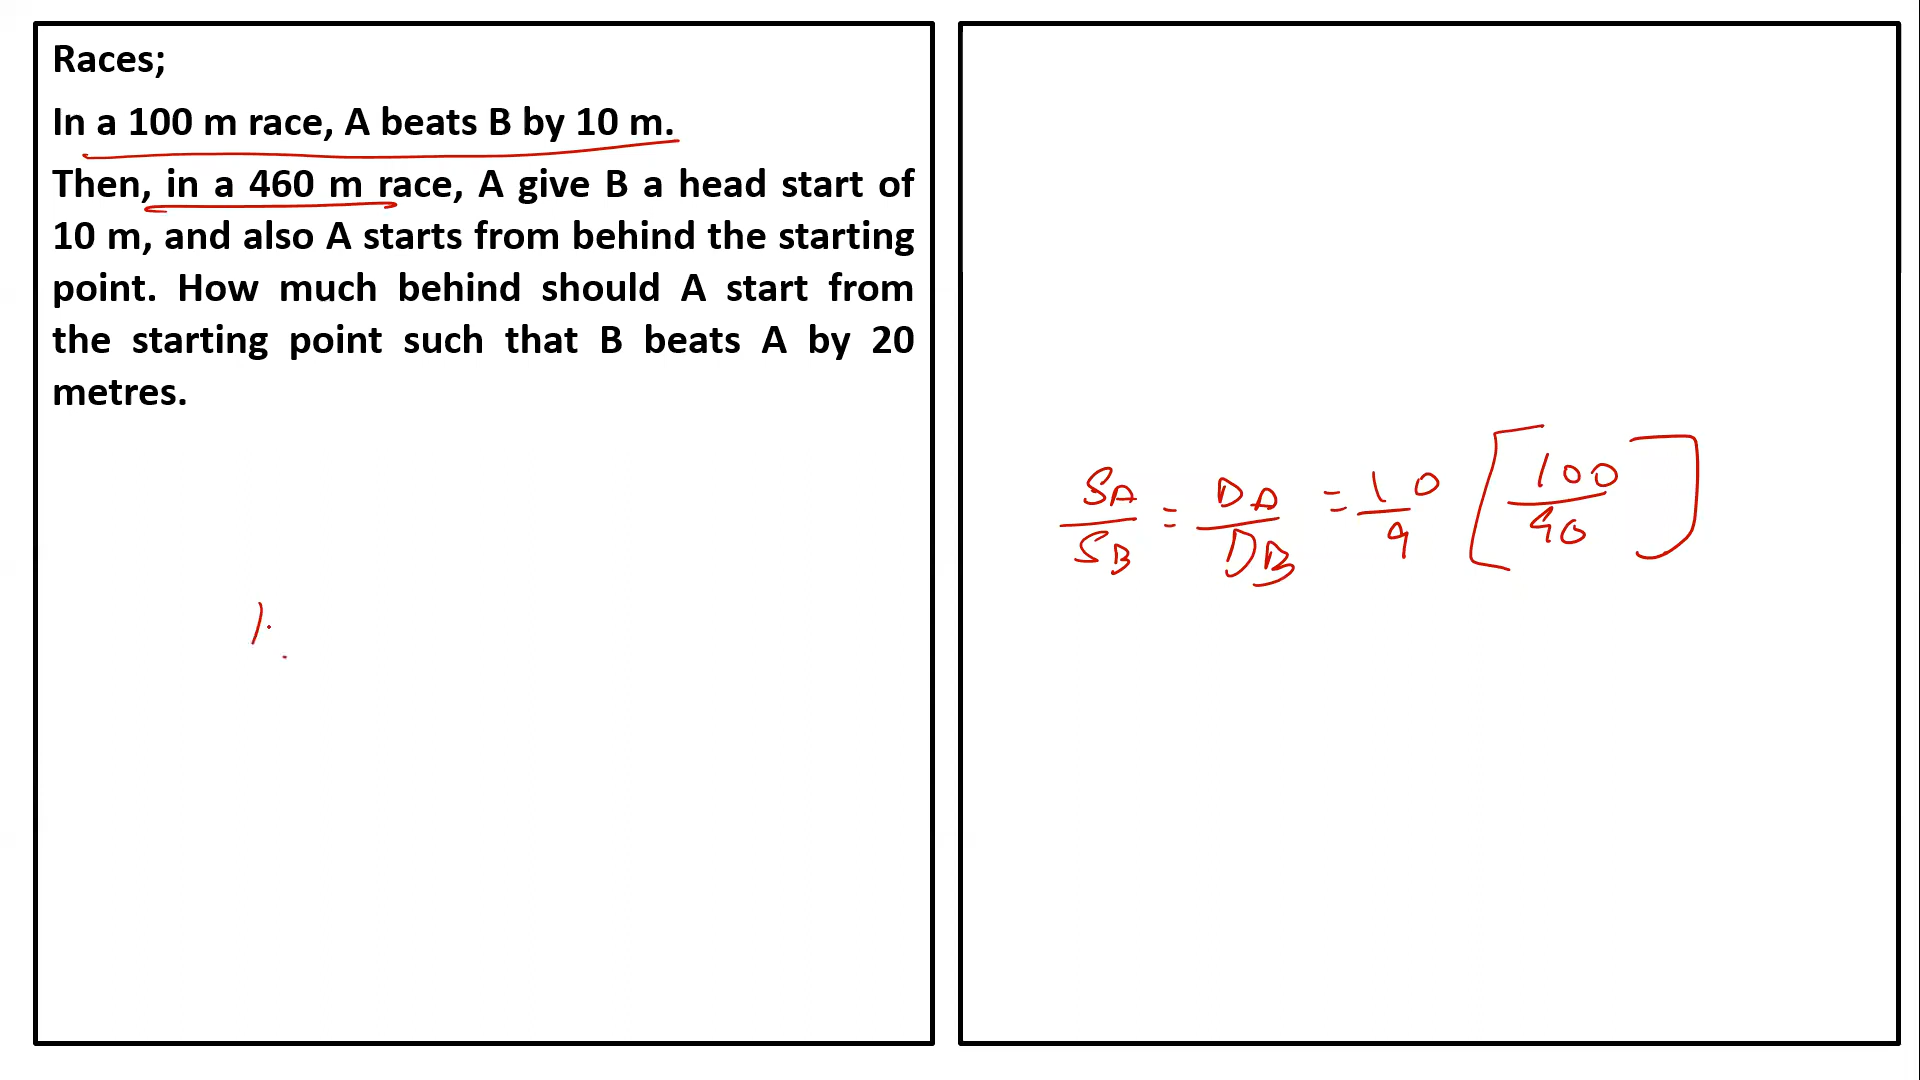 Races;
In a 100 m race, A beats B by 10 m.
Then, in a 460 m race, A give B a head start of
10 m, and also A starts from behind the starting
point. How much behind should A start from
the starting point such that B beats A by 20
metres.
SA/SB = DA/DB = 10/9 [100/90]